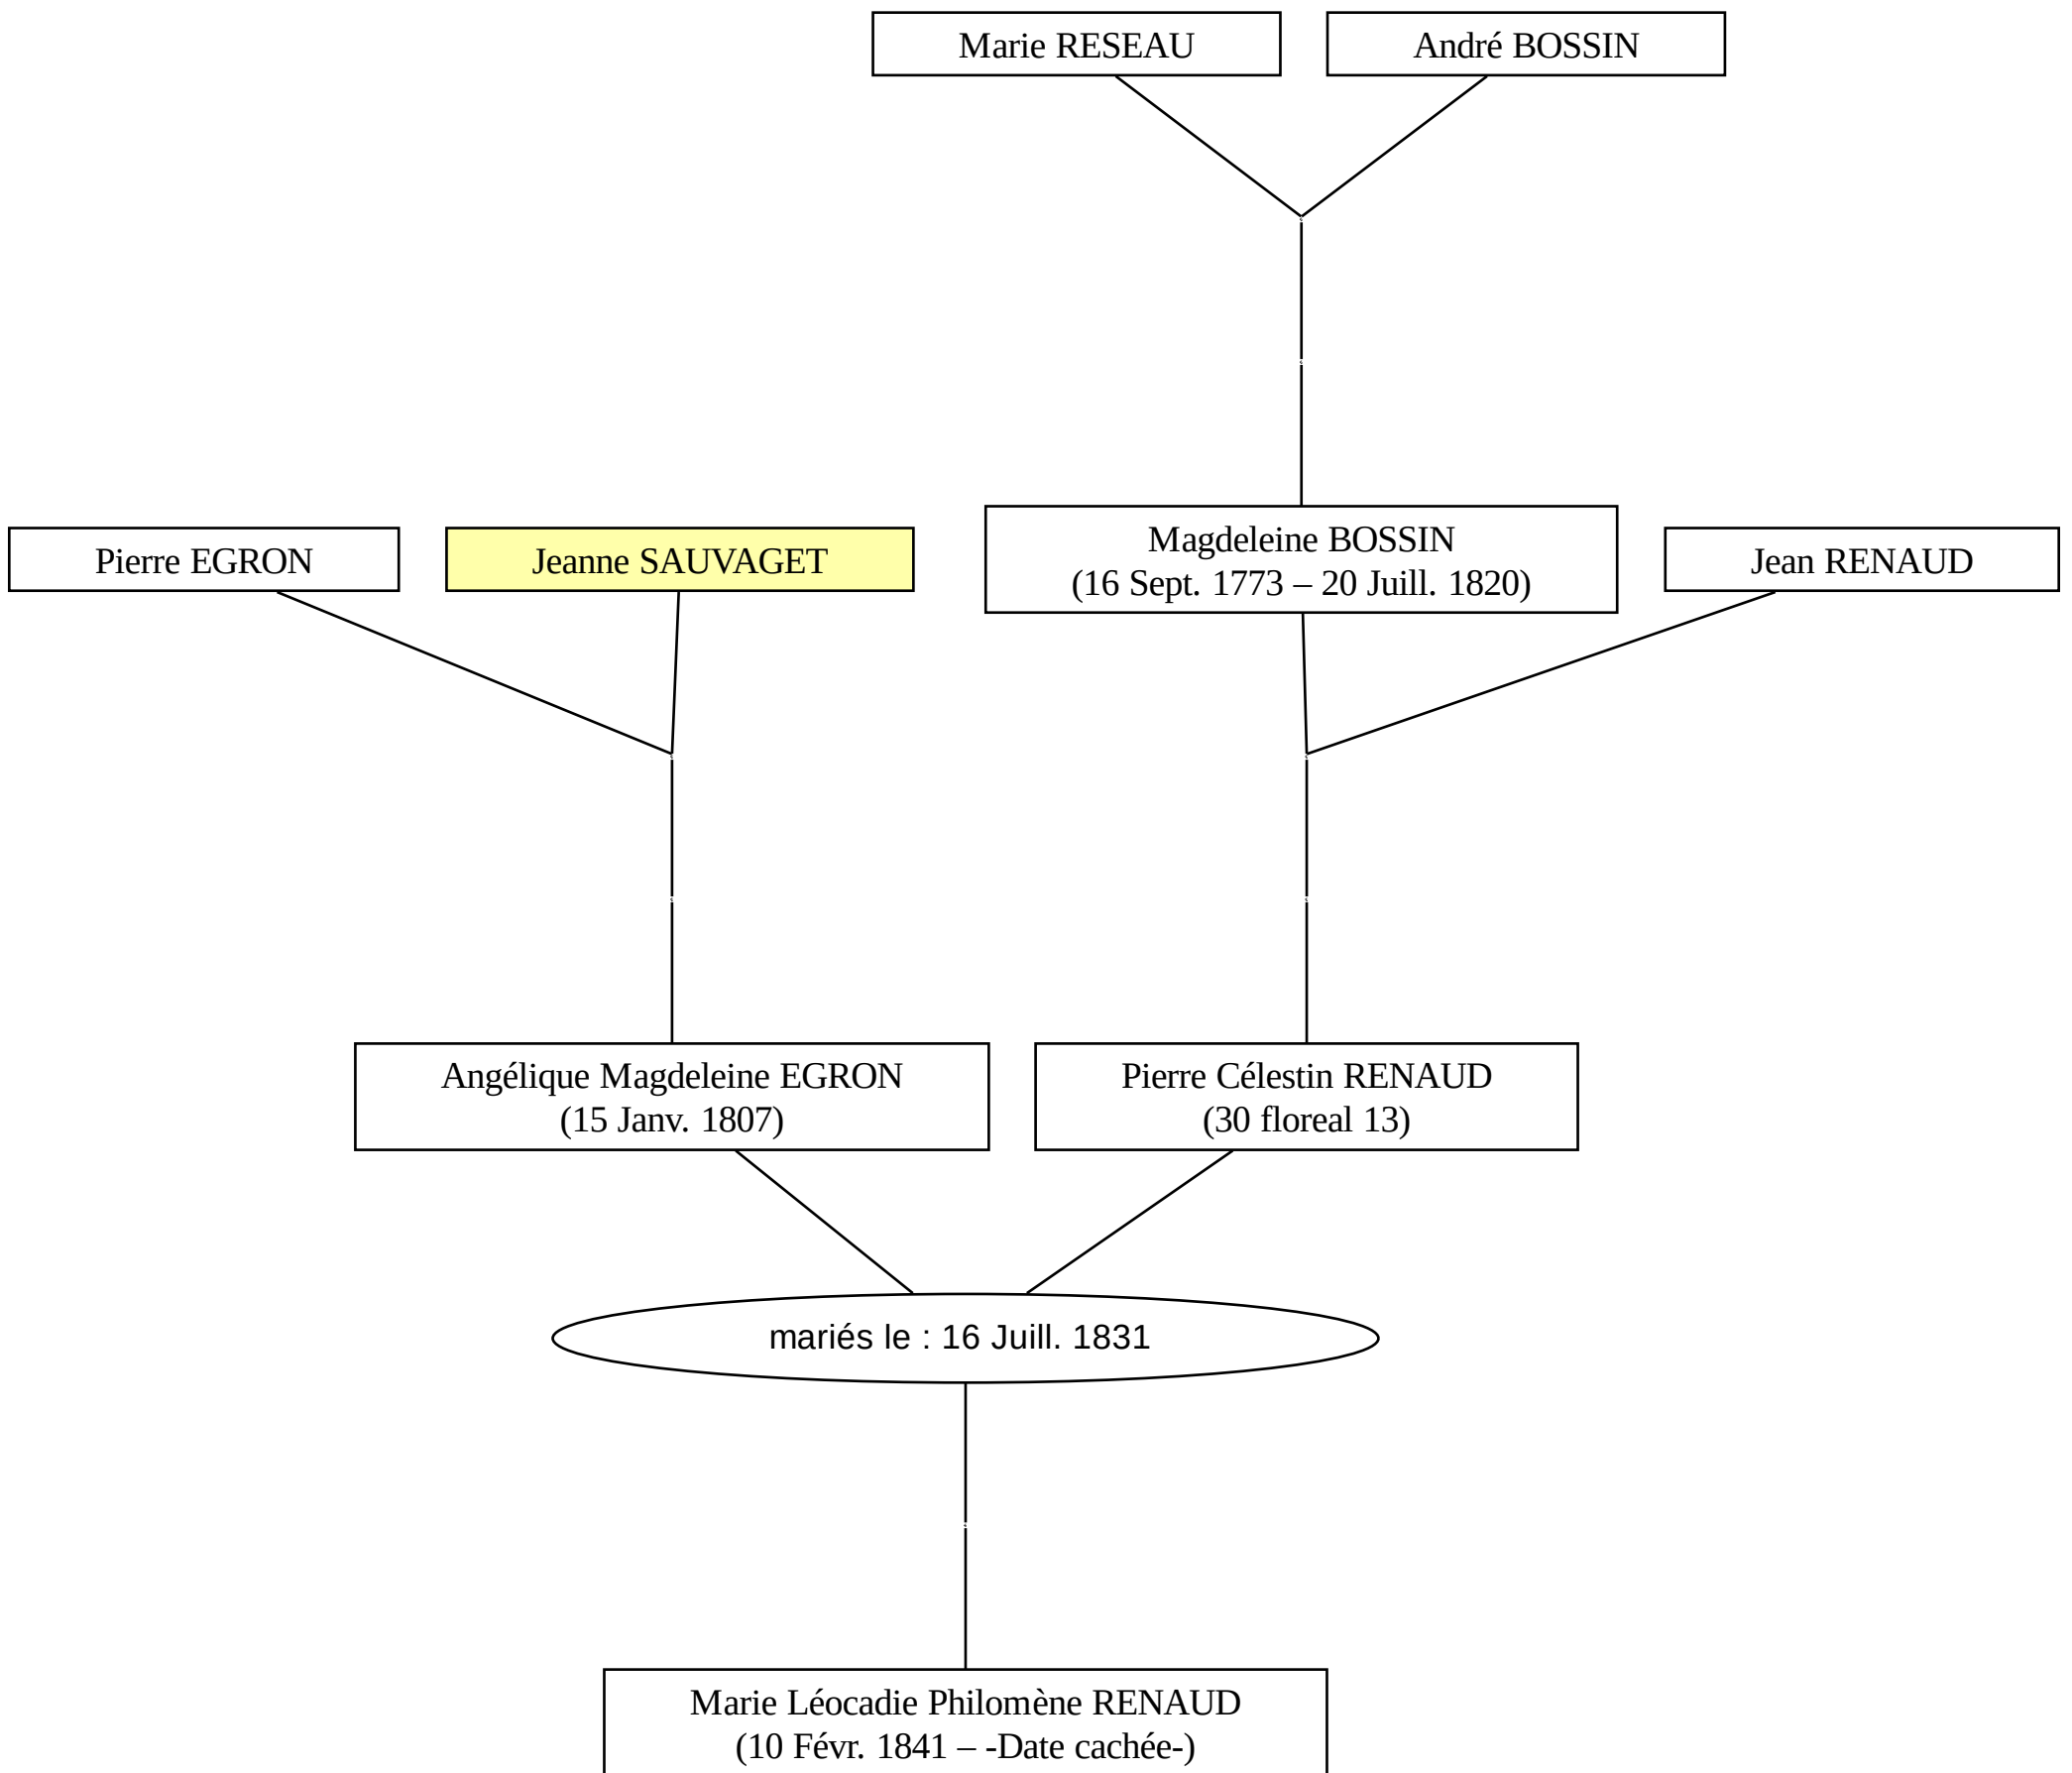 Marie RESEAU
André BOSSIN
Pierre EGRON
Jeanne SAUVAGET
Magdeleine BOSSIN
(16 Sept. 1773 – 20 Juill. 1820)
Jean RENAUD
Angélique Magdeleine EGRON
(15 Janv. 1807)
Pierre Célestin RENAUD
(30 floreal 13)
mariés le : 16 Juill. 1831
Marie Léocadie Philomène RENAUD
(10 Févr. 1841 – -Date cachée-)